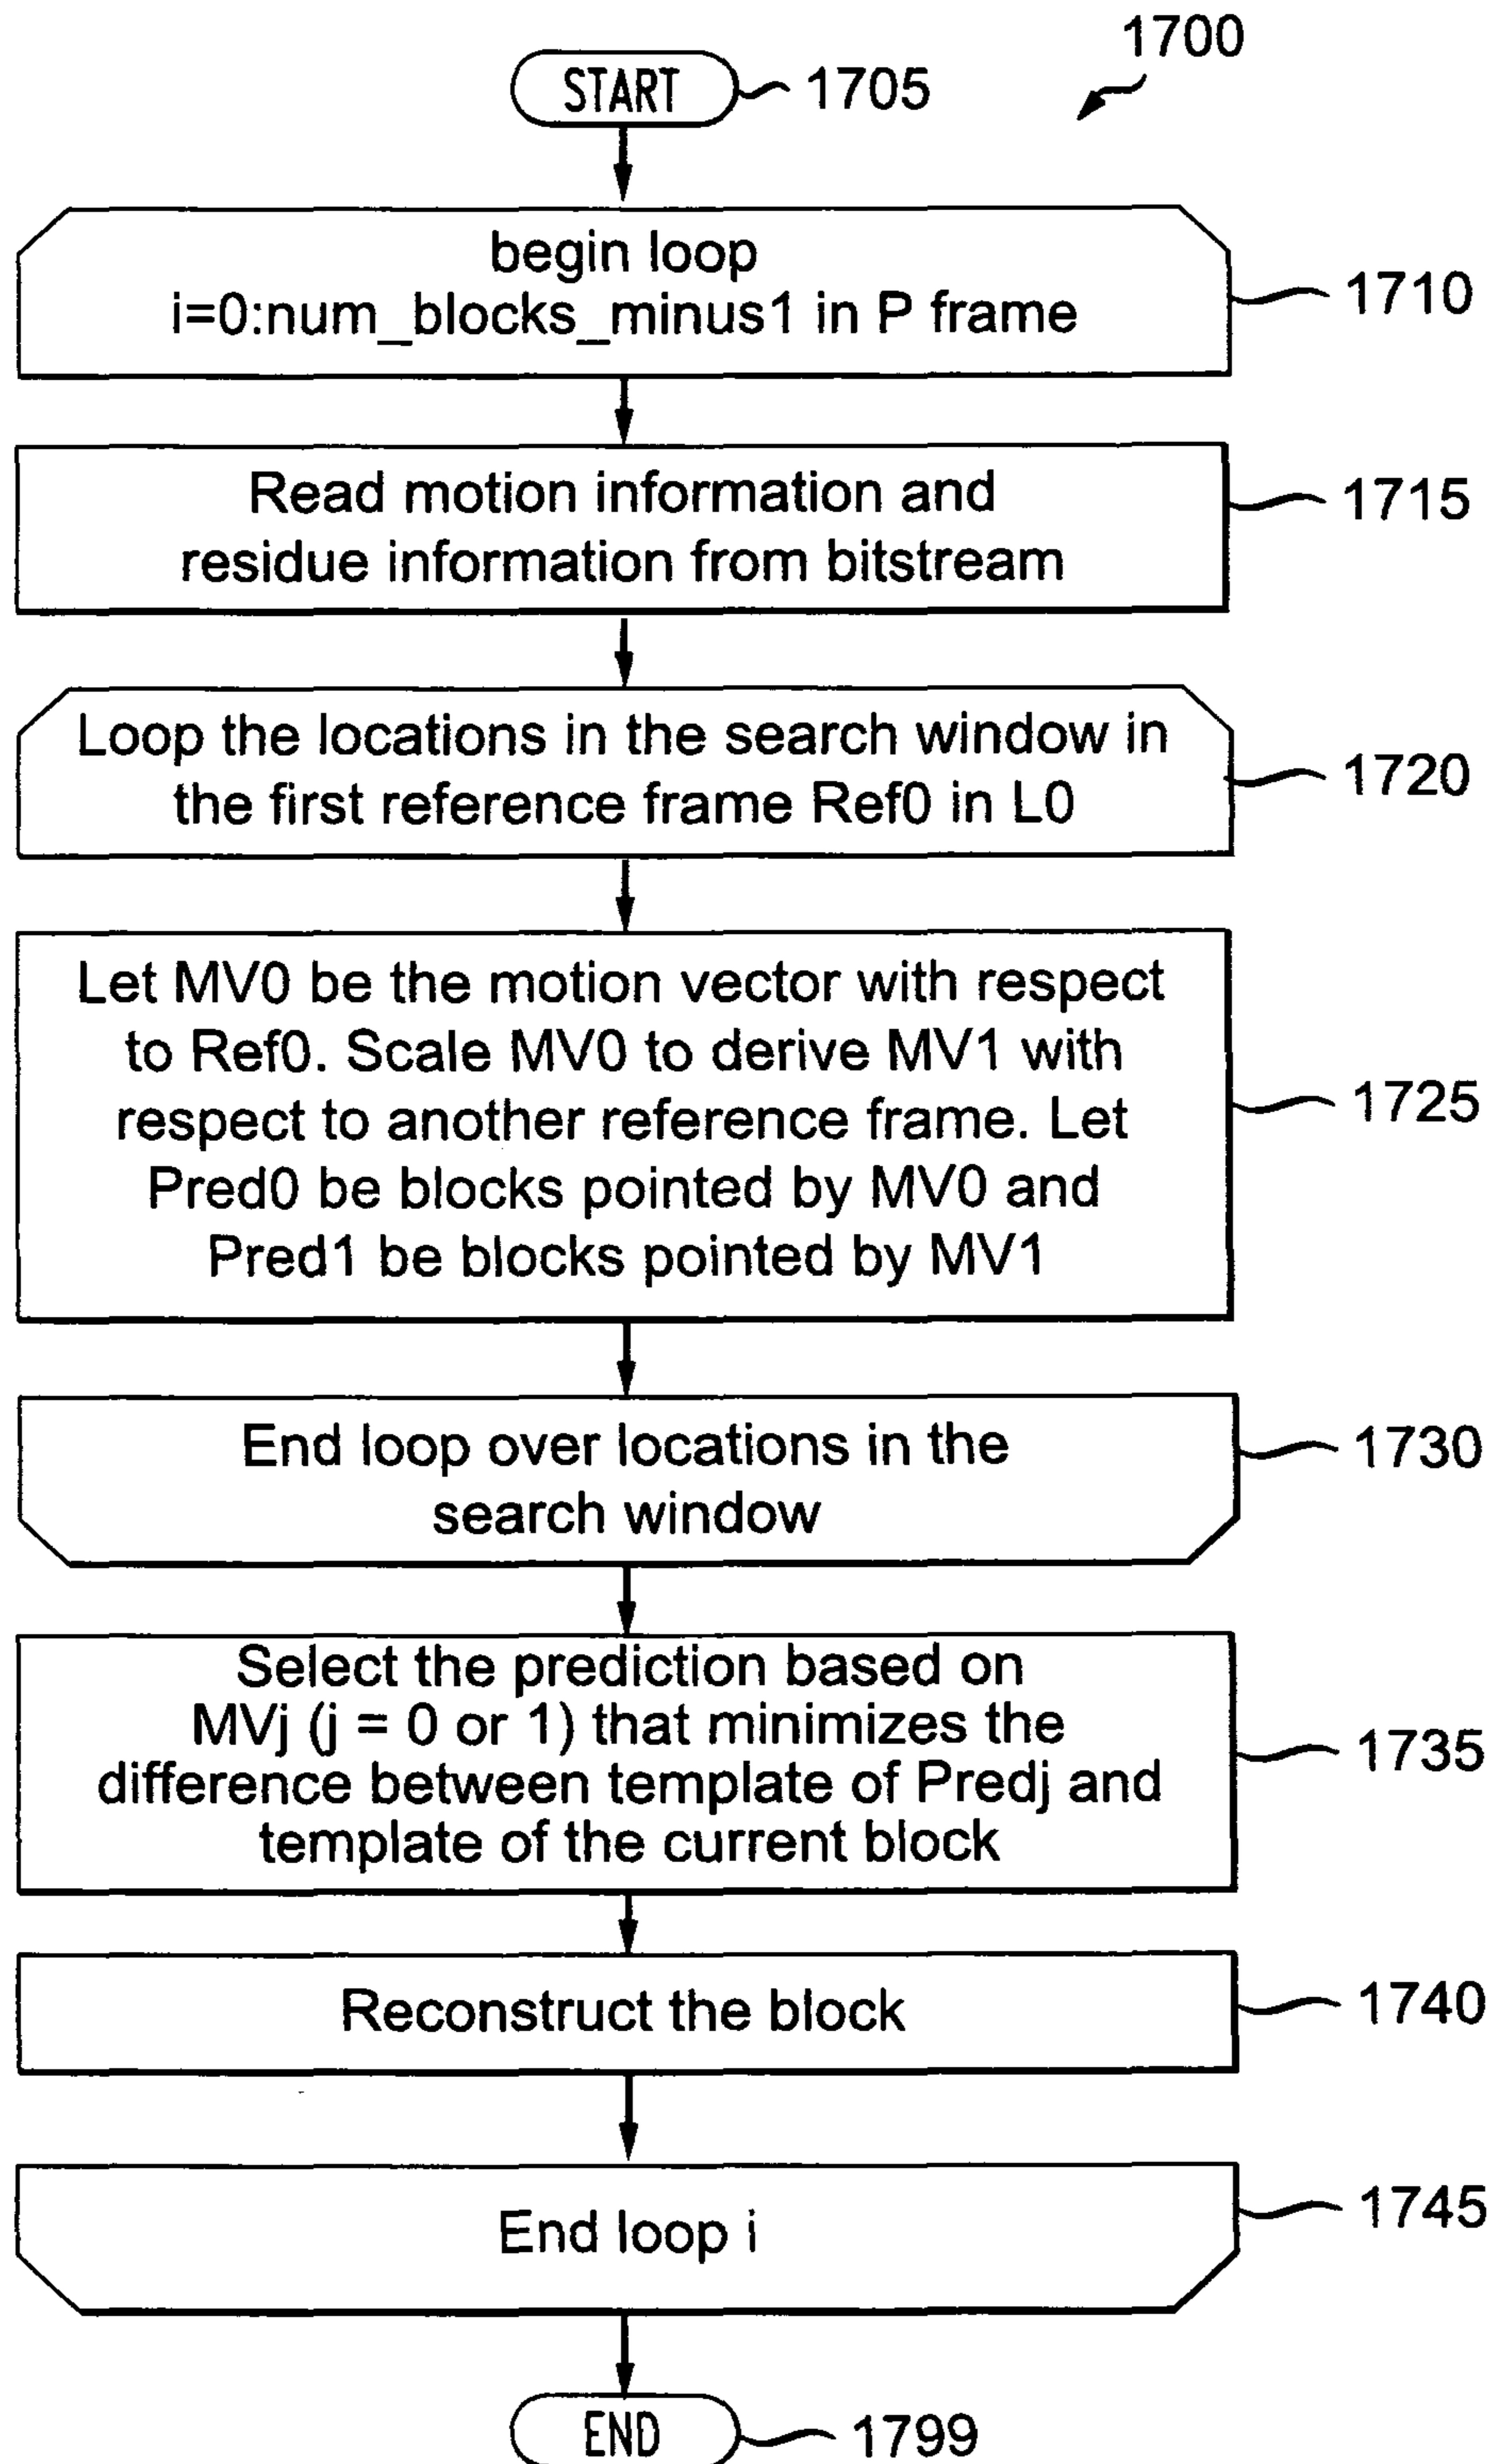 1700
START
1705
begin loop
i=0:num_blocks_minus1 in P frame
1710
Read motion information and
residue information from bitstream
1715
Loop the locations in the search window in
the first reference frame Ref0 in L0
1720
Let MV0 be the motion vector with respect
to Ref0. Scale MV0 to derive MV1 with
respect to another reference frame. Let
Pred0 be blocks pointed by MV0 and
Pred1 be blocks pointed by MV1
1725
End loop over locations in the
search window
1730
Select the prediction based on
MVj (j = 0 or 1) that minimizes the
difference between template of Predj and
template of the current block
1735
Reconstruct the block
1740
End loop i
1745
END
1799